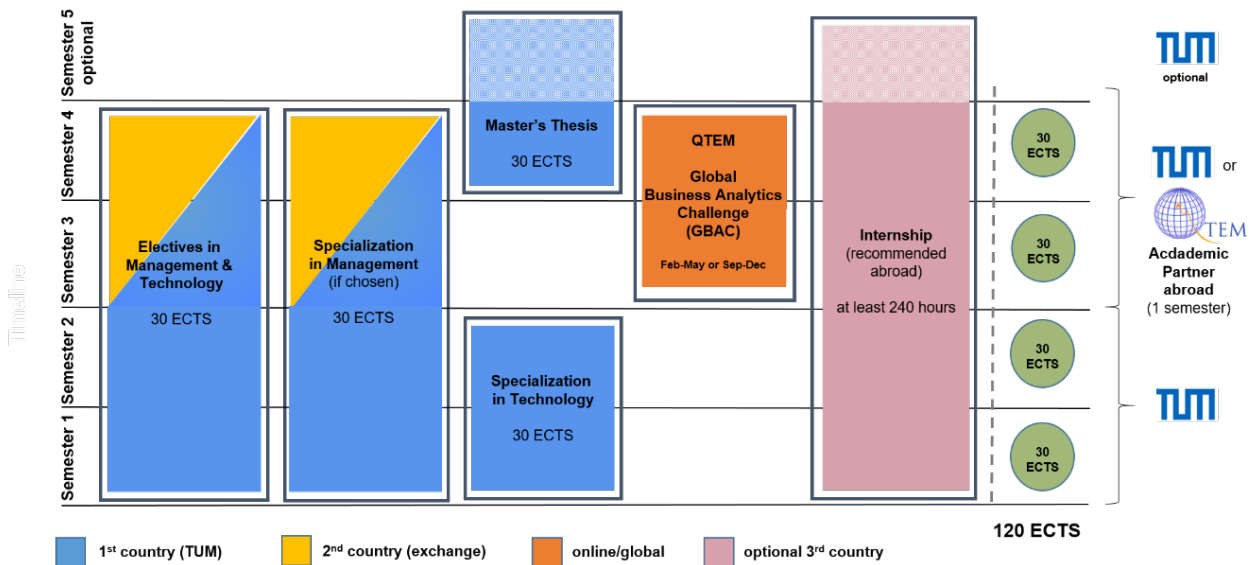 Timeline
Semester 5
optional
Semester 4
Semester 3
Semester 2
Semester 1
Electives in
Management &
Technology
30 ECTS
Specialization
in Management
(if chosen)
30 ECTS
Master's Thesis
30 ECTS
Specialization
in Technology
30 ECTS
QTEM
Global
Business Analytics
Challenge
(GBAC)
Feb-May or Sep-Dec
Internship
(recommended
abroad)
at least 240 hours
30
ECTS
30
ECTS
30
ECTS
30
ECTS
120 ECTS
TUM
optional
TUM or
QTEM
Acdademic
Partner
abroad
(1 semester)
TUM
1st country (TUM)
2nd country (exchange)
online/global
optional 3rd country